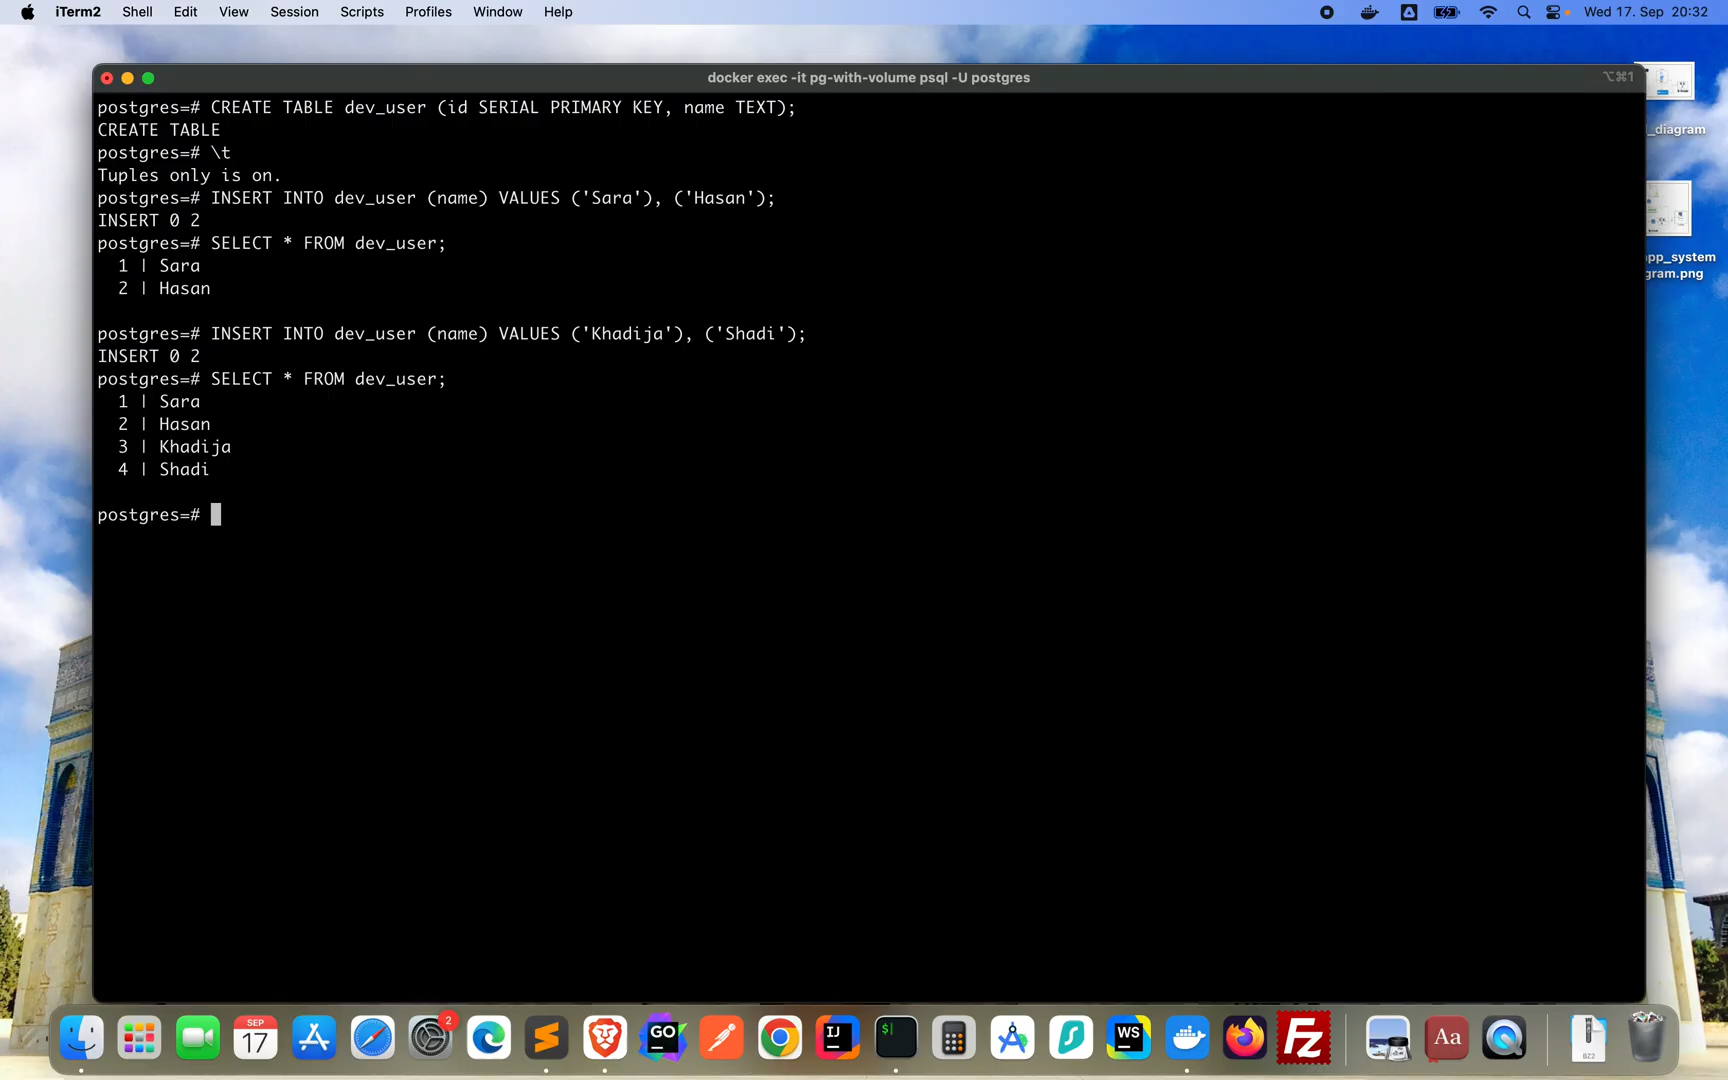 iTerm2 Shell Edit View Session Scripts Profiles Window Help
Wed 17. Sep 20:32
docker exec -it pg-with-volume psql -U postgres
⌥⌘1
postgres=# CREATE TABLE dev_user (id SERIAL PRIMARY KEY, name TEXT);
CREATE TABLE
postgres=# \t
Tuples only is on.
postgres=# INSERT INTO dev_user (name) VALUES ('Sara'), ('Hasan');
INSERT 0 2
postgres=# SELECT * FROM dev_user;
1 | Sara
2 | Hasan
postgres=# INSERT INTO dev_user (name) VALUES ('Khadija'), ('Shadi');
INSERT 0 2
postgres=# SELECT * FROM dev_user;
1 | Sara
2 | Hasan
3 | Khadija
4 | Shadi
postgres=#
_diagram
pp_system
gram.png
SEP
17
2
GO
IJ
$
WS
Fz
Aa
BZ2